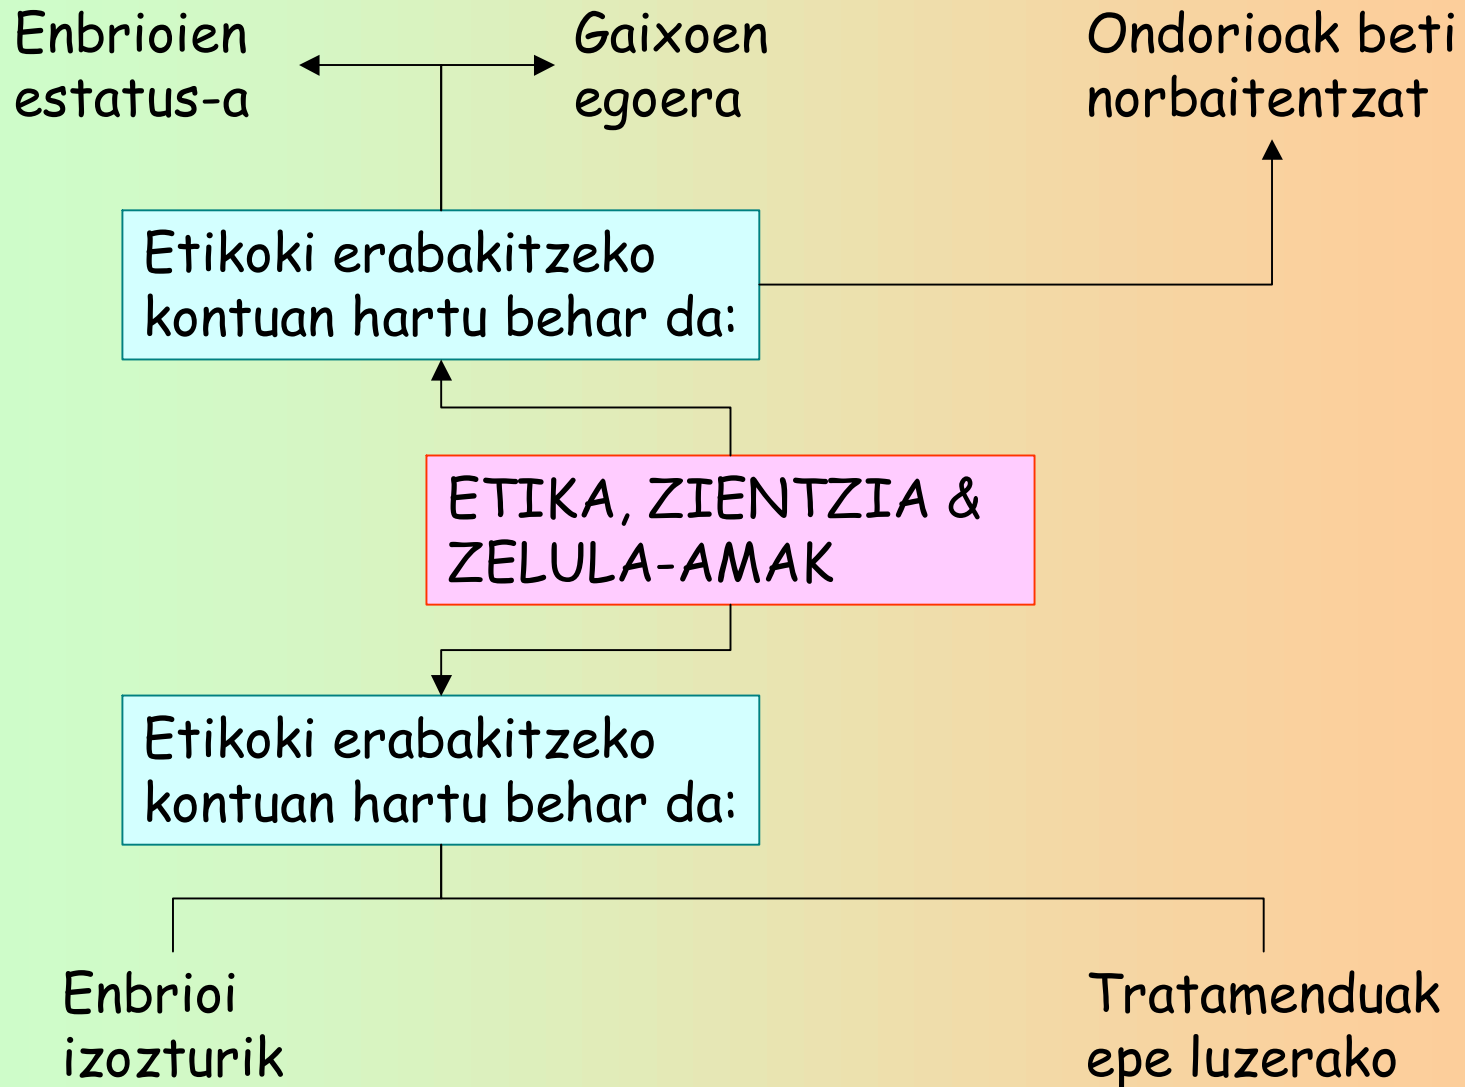 Enbrioien
estatus-a
Gaixoen
egoera
Ondorioak beti
norbaitentzat
Etikoki erabakitzeko
kontuan hartu behar da:
ETIKA, ZIENTZIA &
ZELULA-AMAK
Etikoki erabakitzeko
kontuan hartu behar da:
Enbrioi
izozturik
Tratamenduak
epe luzerako